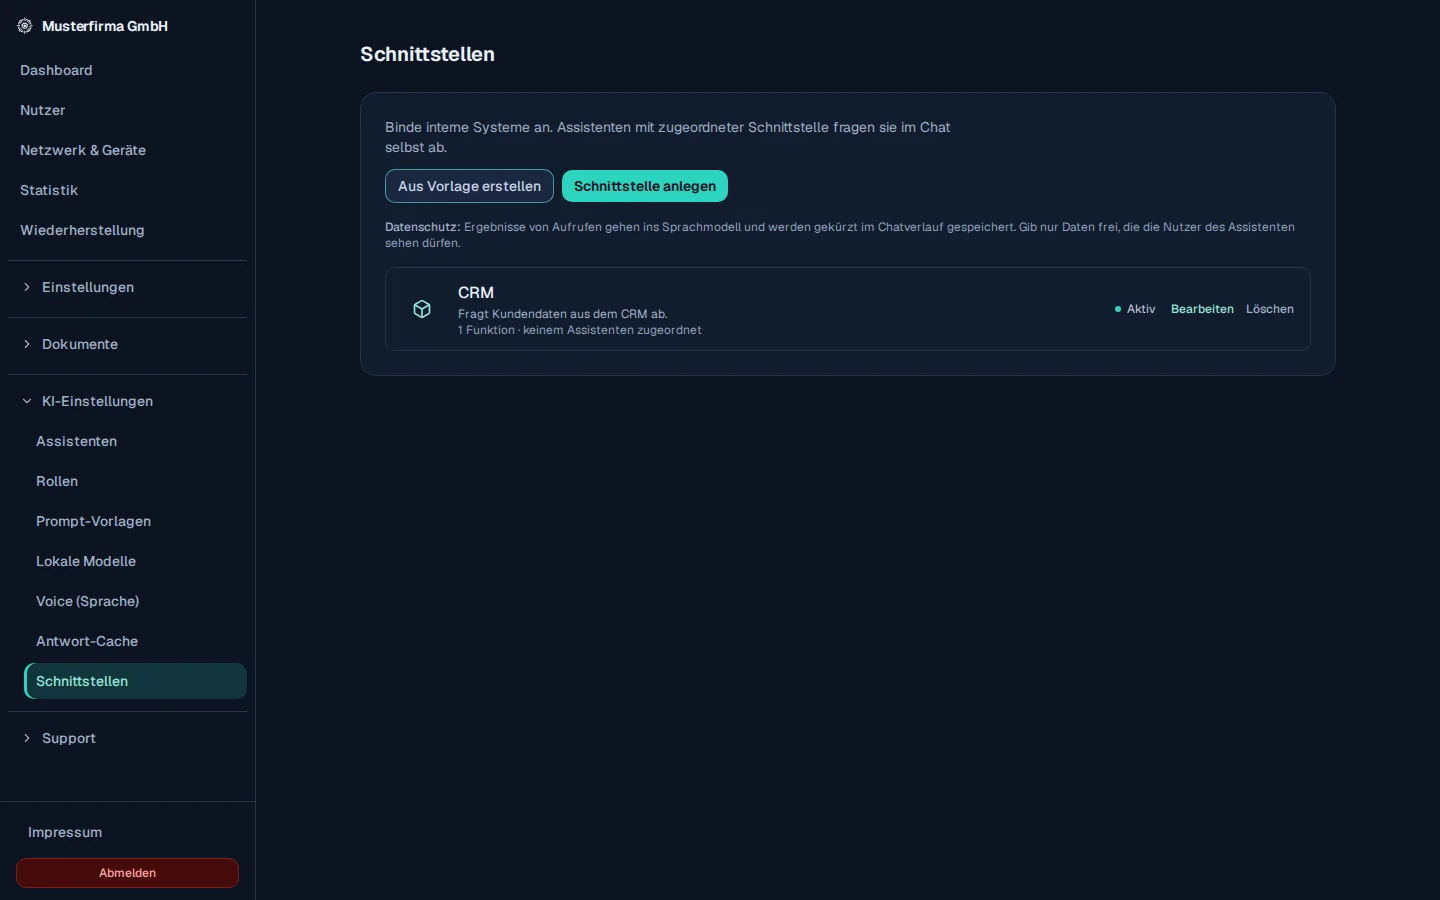 Musterfirma GmbH
Dashboard
Nutzer
Netzwerk & Geräte
Statistik
Wiederherstellung
Einstellungen
Dokumente
KI-Einstellungen
Assistenten
Rollen
Prompt-Vorlagen
Lokale Modelle
Voice (Sprache)
Antwort-Cache
Schnittstellen
Support
Impressum
Abmelden
Schnittstellen
Binde interne Systeme an. Assistenten mit zugeordneter Schnittstelle fragen sie im Chat
selbst ab.
Aus Vorlage erstellen
Schnittstelle anlegen
Datenschutz: Ergebnisse von Aufrufen gehen ins Sprachmodell und werden gekürzt im Chatverlauf gespeichert. Gib nur Daten frei, die die Nutzer des Assistenten
sehen dürfen.
CRM
Fragt Kundendaten aus dem CRM ab.
1 Funktion · keinem Assistenten zugeordnet
Aktiv
Bearbeiten
Löschen